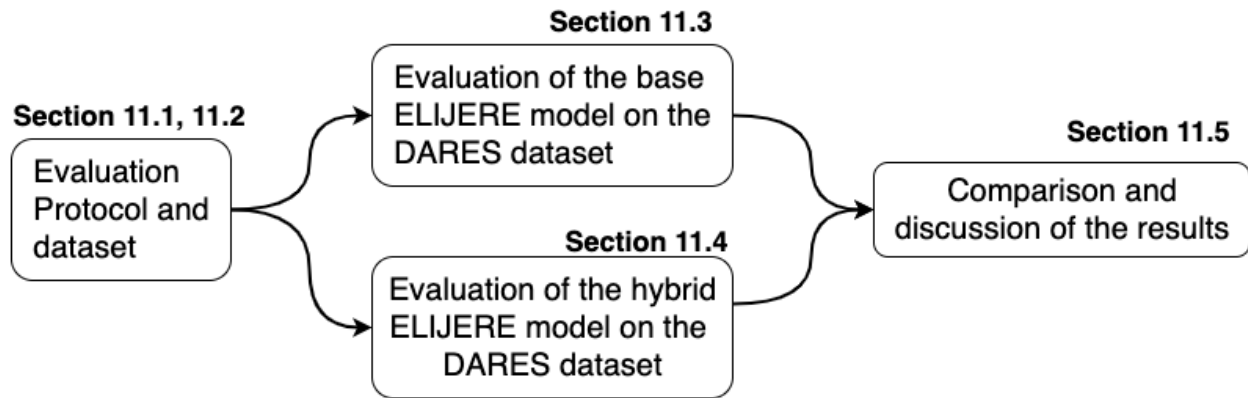 Section 11.1, 11.2
Evaluation
Protocol and
dataset
Section 11.3
Evaluation of the base
ELIJERE model on the
DARES dataset
Section 11.4
Evaluation of the hybrid
ELIJERE model on the
DARES dataset
Section 11.5
Comparison and
discussion of the results